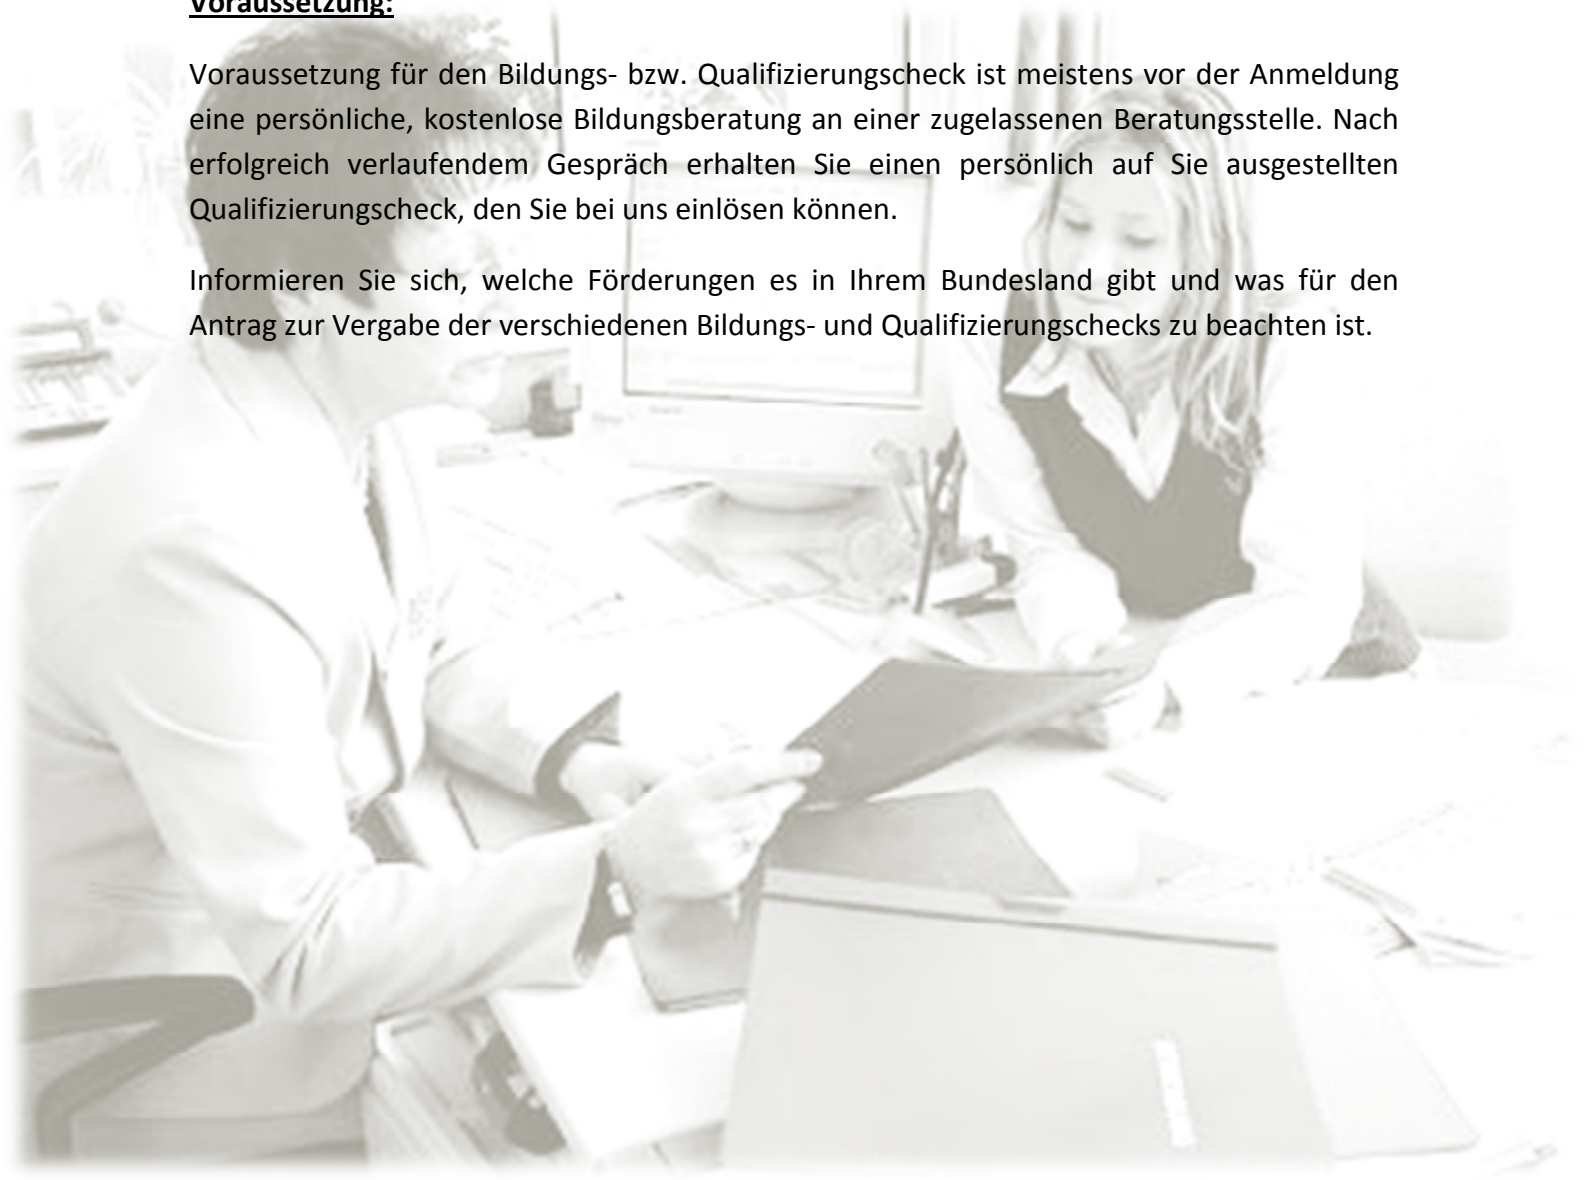 Voraussetzung:
Voraussetzung für den Bildungs- bzw. Qualifizierungscheck ist meistens vor der Anmeldung
eine persönliche, kostenlose Bildungsberatung an einer zugelassenen Beratungsstelle. Nach
erfolgreich verlaufendem Gespräch erhalten Sie einen persönlich auf Sie ausgestellten
Qualifizierungscheck, den Sie bei uns einlösen können.
Informieren Sie sich, welche Förderungen es in Ihrem Bundesland gibt und was für den
Antrag zur Vergabe der verschiedenen Bildungs- und Qualifizierungschecks zu beachten ist.